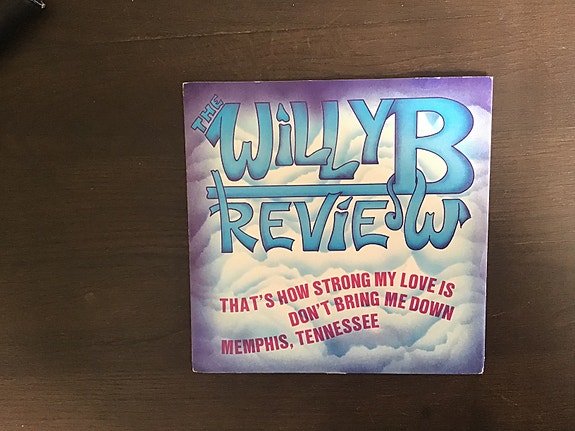 THE
WILLY B
REVIEW
THAT'S HOW STRONG MY LOVE IS
DON'T BRING ME DOWN
MEMPHIS, TENNESSEE